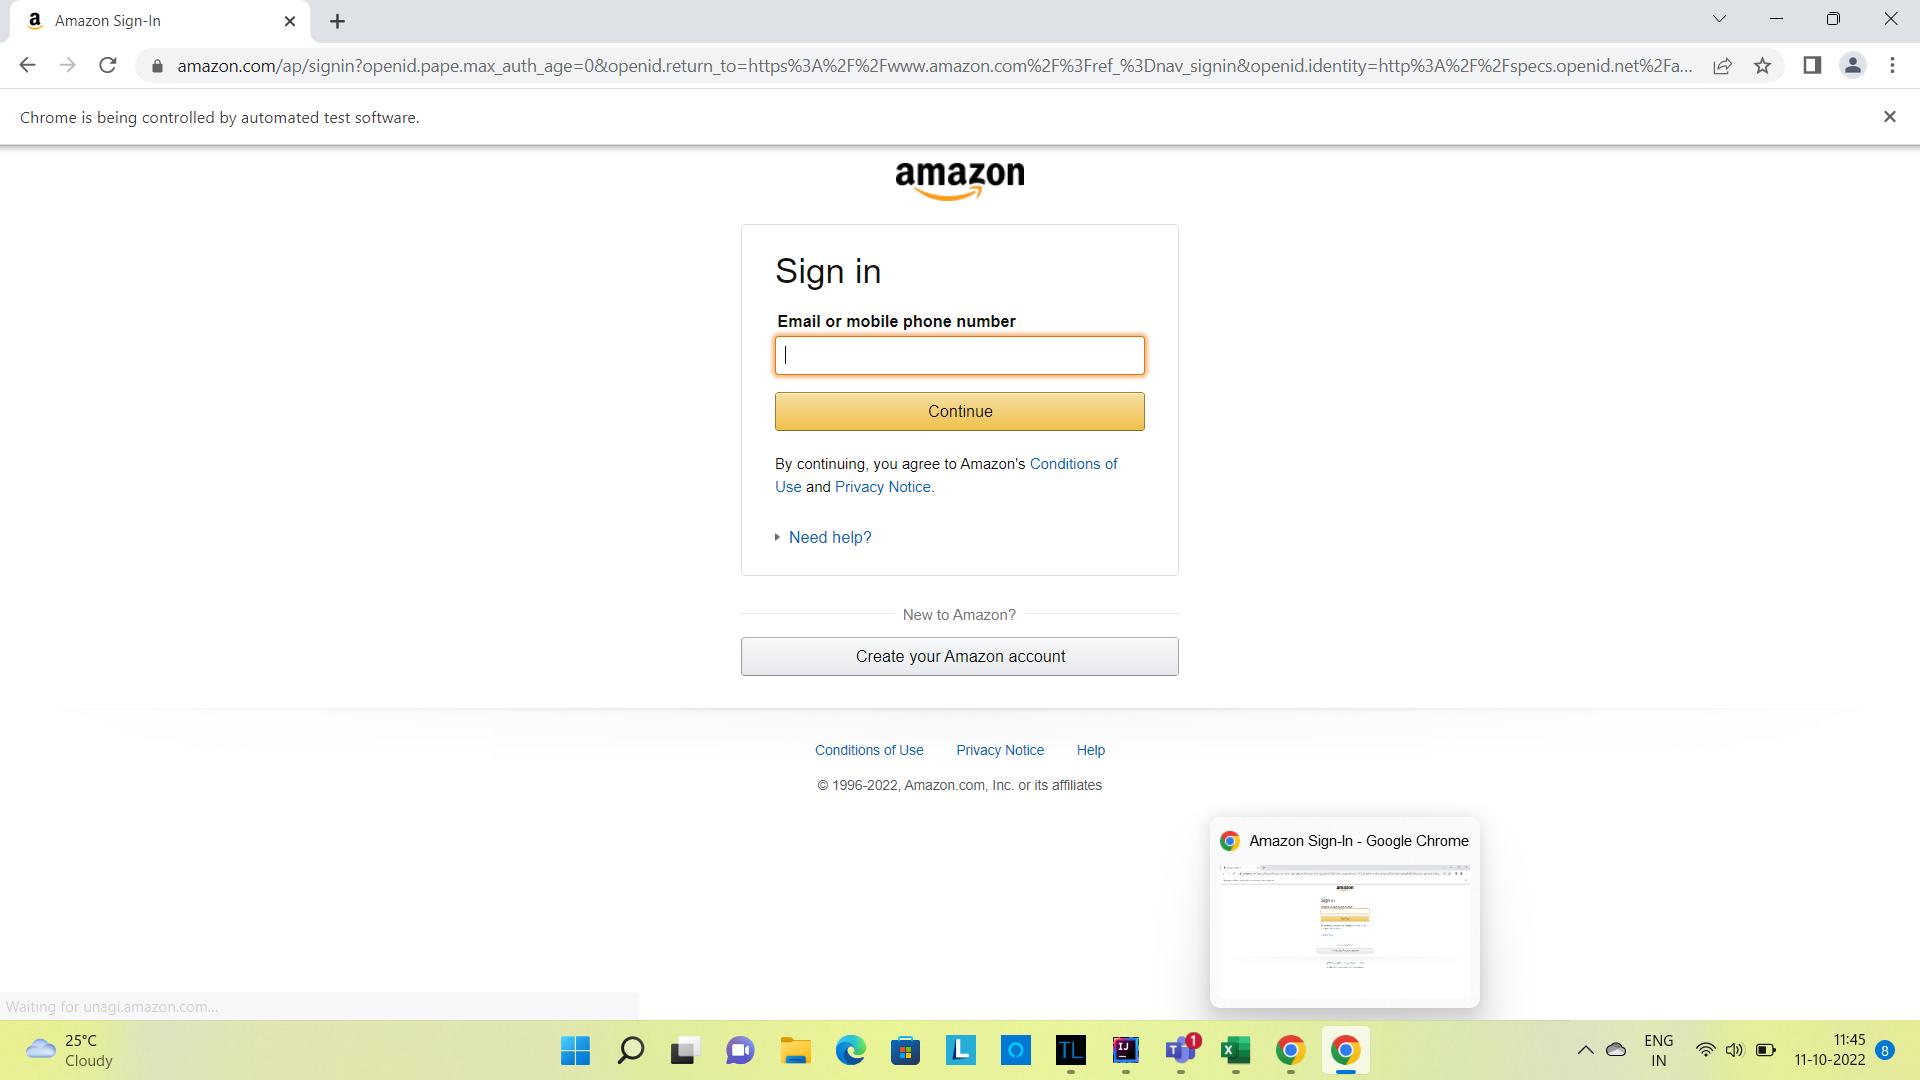 Amazon Sign-In
amazon.com/ap/signin?openid.pape.max_auth_age=0&openid.return_to=https%3A%2F%2Fwww.amazon.com%2F%3Fref_%3Dnav_signin&openid.identity=http%3A%2F%2Fspecs.openid.net%2Fa...
Chrome is being controlled by automated test software.
amazon
Sign in
Email or mobile phone number
Continue
By continuing, you agree to Amazon's Conditions of
Use and Privacy Notice.
Need help?
New to Amazon?
Create your Amazon account
Conditions of Use Privacy Notice Help
© 1996-2022, Amazon.com, Inc. or its affiliates
Amazon Sign-In - Google Chrome
amazon
Sign in
Waiting for unagi.amazon.com...
25°C
Cloudy
L
TL
IJ
T
1
X
ENG
IN
11:45
11-10-2022
8